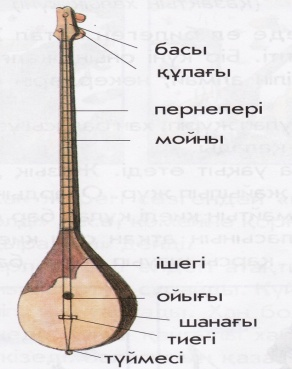 басы
құлағы
пернелері
мойны
ішегі
ойығы
шанағы
тиегі
түймесі